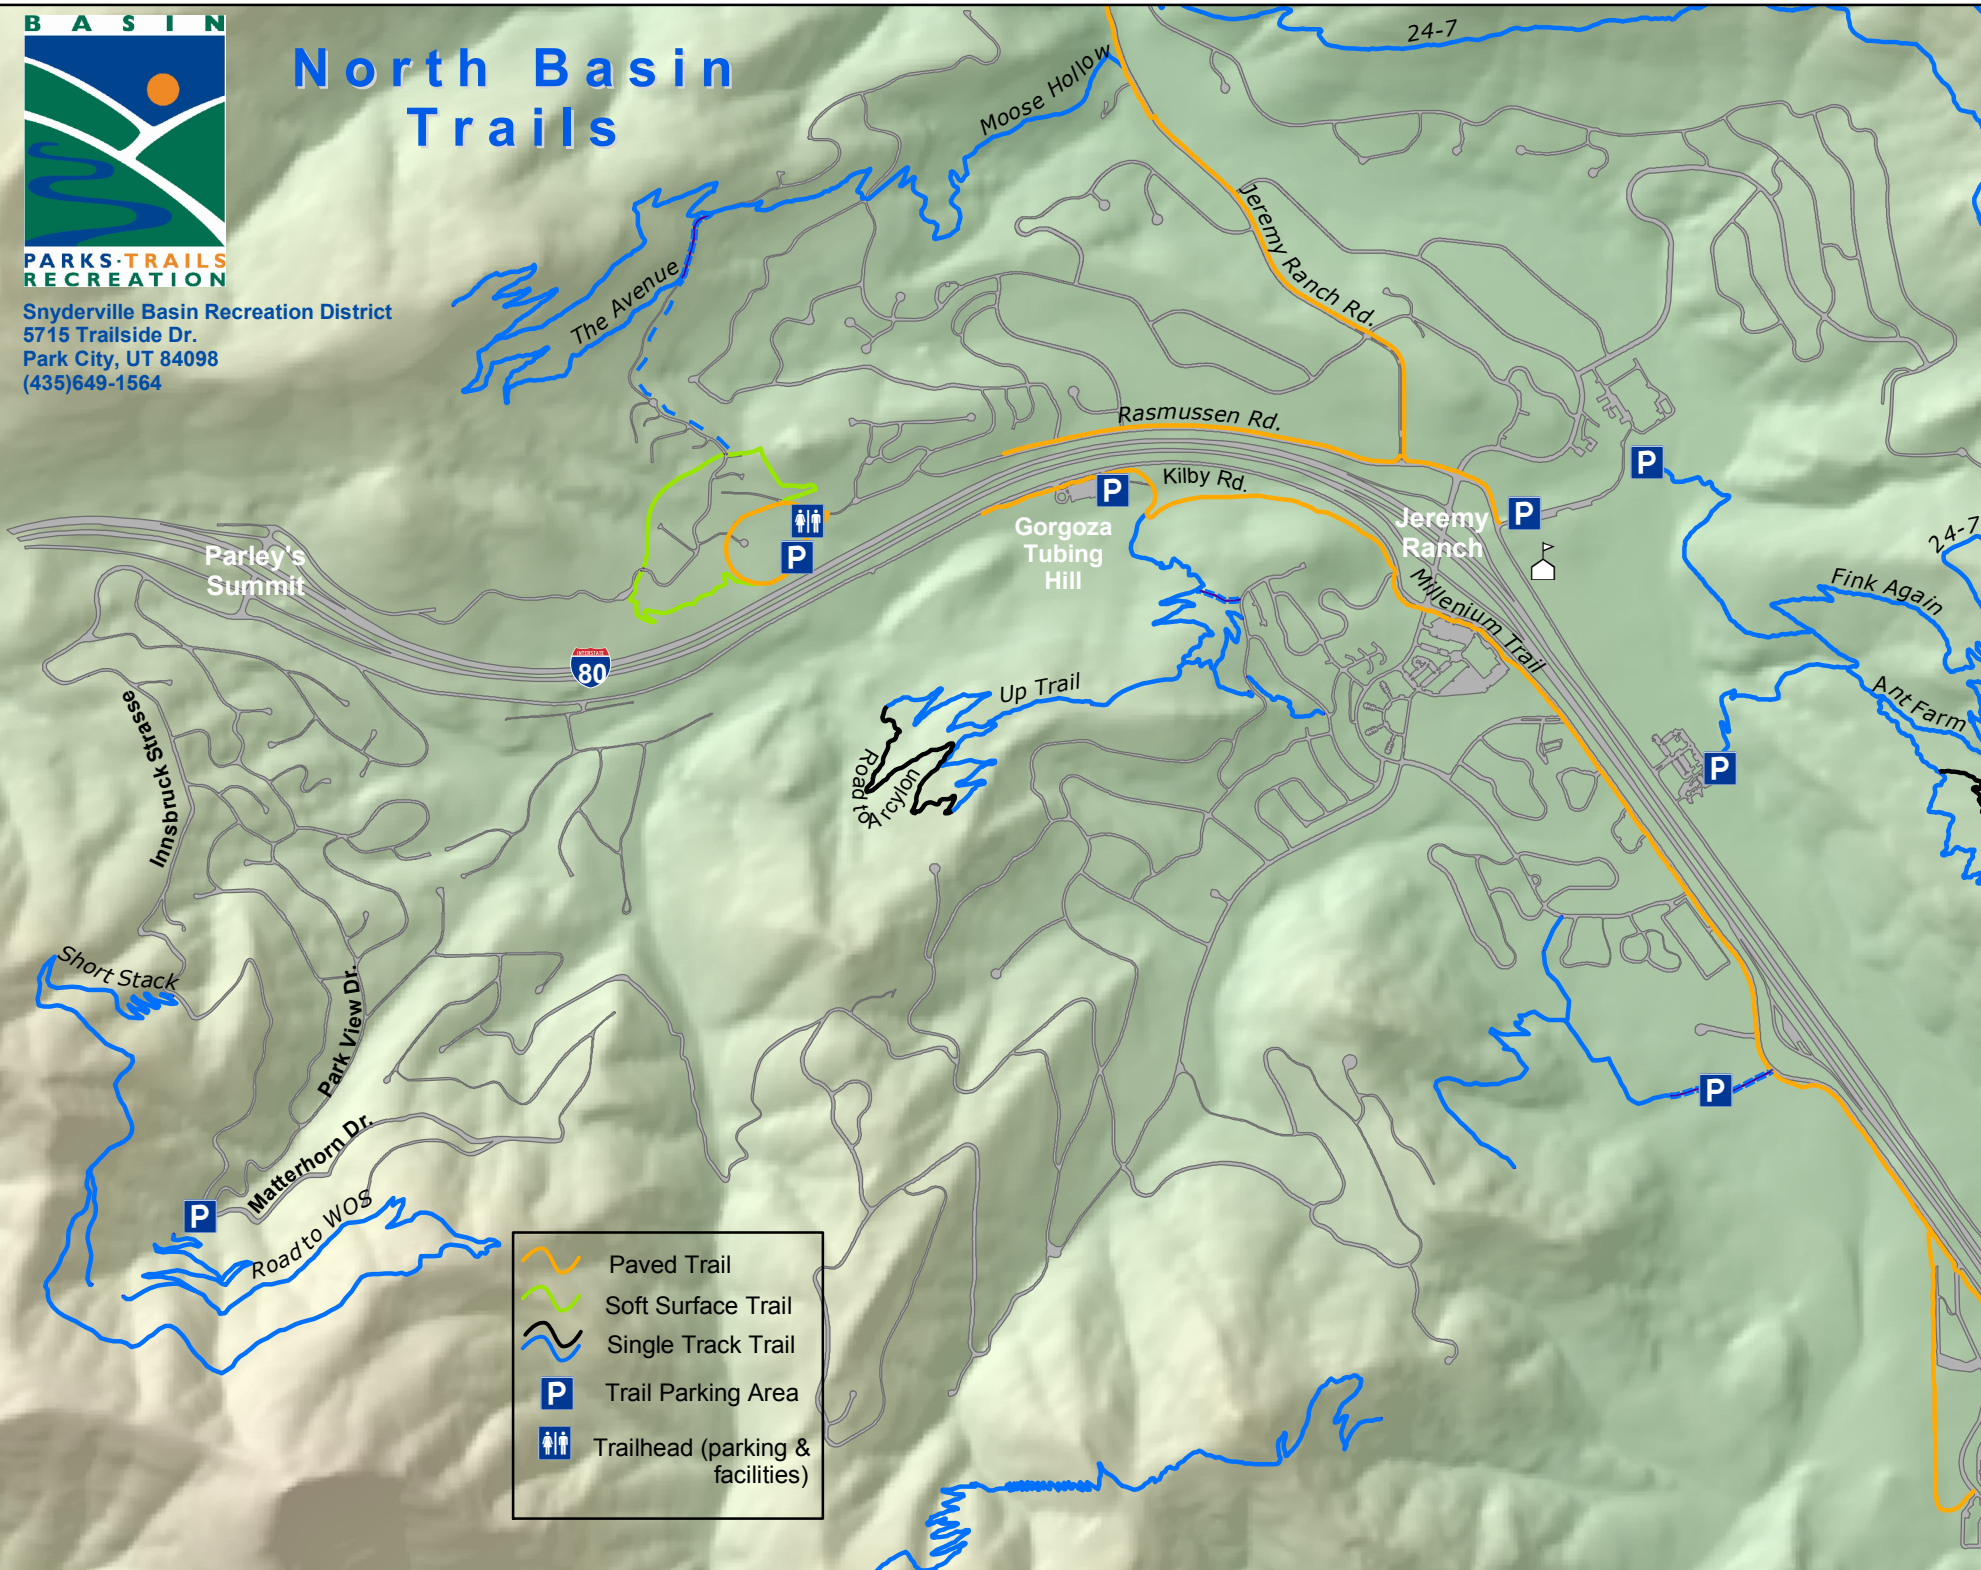 BASIN
PARKS·TRAILS
RECREATION
North Basin
Trails
Snyderville Basin Recreation District
5715 Trailside Dr.
Park City, UT 84098
(435)649-1564
24-7
Moose Hollow
The Avenue
Jeremy Ranch Rd.
Rasmussen Rd.
Kilby Rd.
P
P
P
P
Gorgoza
Tubing
Hill
Jeremy
Ranch
Parley's
Summit
24-7
Fink Again
Millenium Trail
INTERSTATE
80
Up Trail
Ant Farm
Innsbruck Strasse
Road to
Arcylon
P
Short Stack
Park View Dr.
P
Matterhorn Dr.
P
Road to WOS
Paved Trail
Soft Surface Trail
Single Track Trail
P Trail Parking Area
Trailhead (parking &
facilities)